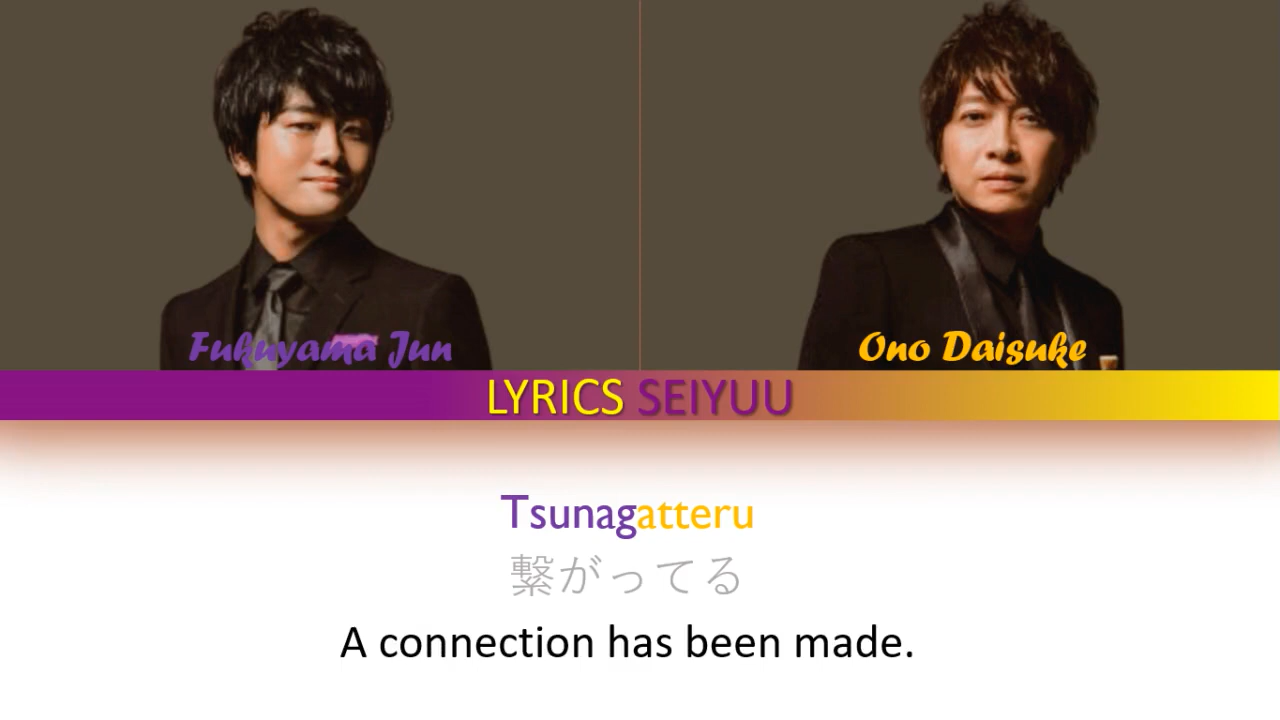 Fukuyama Jun
Ono Daisuke
LYRICS SEIYUU
Tsunagatteru
繋がってる
A connection has been made.